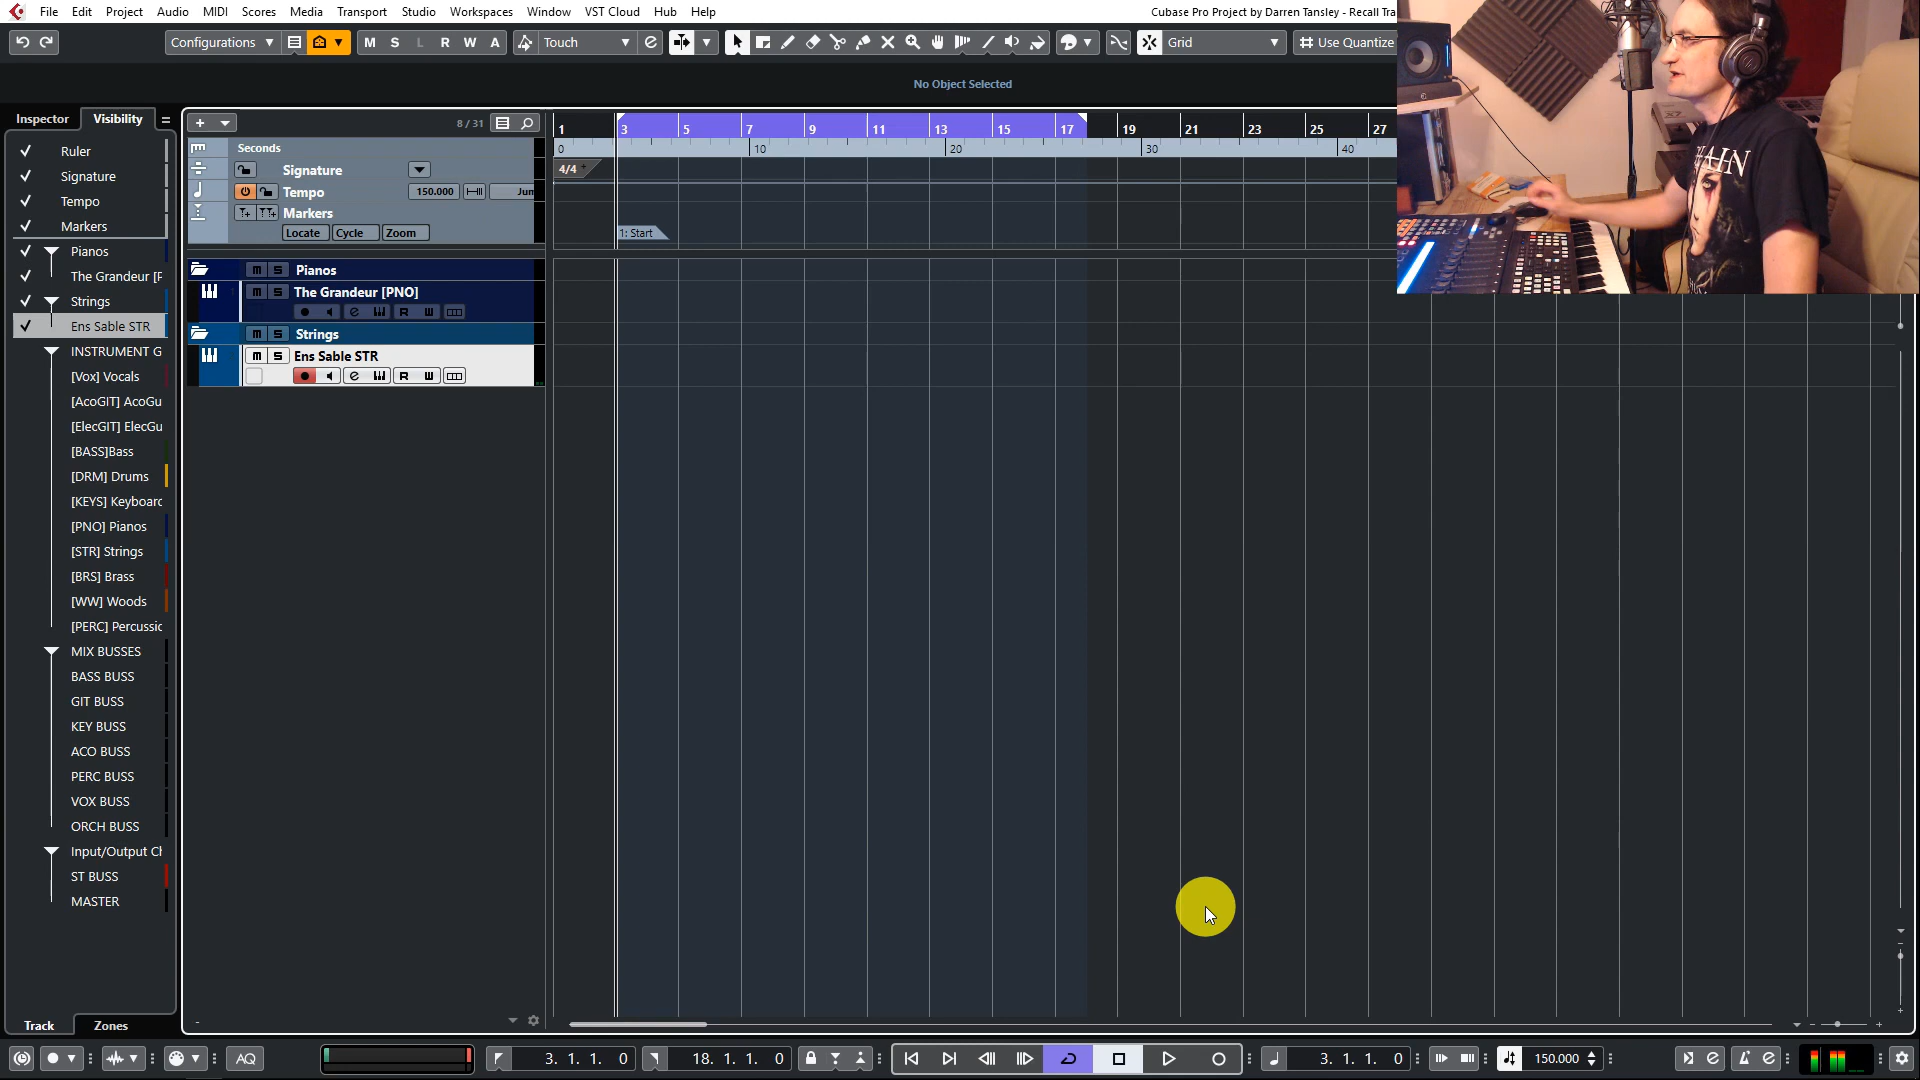 File Edit Project Audio MIDI Scores Media Transport Studio Workspaces Window VST Cloud Hub Help
Cubase Pro Project by Darren Tansley - Recall Tra
Configurations M S L R W A Touch Grid Use Quantize
No Object Selected
Inspector Visibility
8 / 31
1 3 5 7 9 11 13 15 17 19 21 23 25 27
Seconds
0 10 20 30 40
Ruler
Signature
Tempo
Markers
Pianos
The Grandeur [P
Strings
Ens Sable STR
INSTRUMENT G
[Vox] Vocals
[AcoGIT] AcoGu
[ElecGIT] ElecGu
[BASS]Bass
[DRM] Drums
[KEYS] Keyboarc
[PNO] Pianos
[STR] Strings
[BRS] Brass
[WW] Woods
[PERC] Percussic
MIX BUSSES
BASS BUSS
GIT BUSS
KEY BUSS
ACO BUSS
PERC BUSS
VOX BUSS
ORCH BUSS
Input/Output Ch
ST BUSS
MASTER
Track Zones
Signature
4/4
Tempo 150.000 Jum
Markers
Locate Cycle Zoom
1: Start
m S Pianos
m S The Grandeur [PNO]
e R W
m S Strings
m S Ens Sable STR
e R W
AQ 3. 1. 1. 0 18. 1. 1. 0 3. 1. 1. 0 150.000